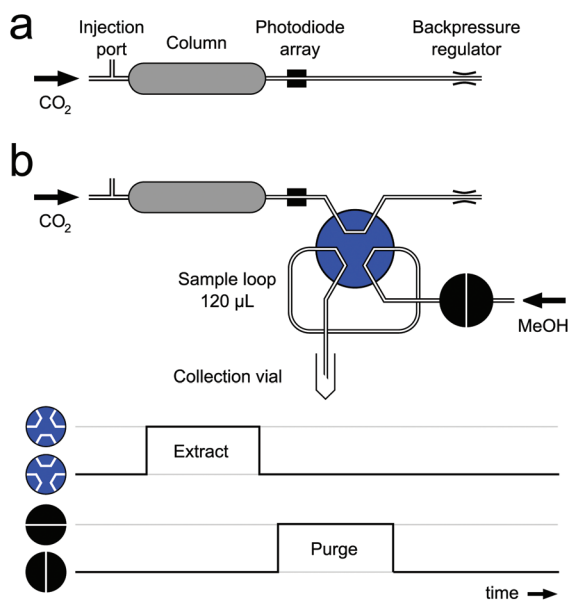 a
Injection
port
Column
Photodiode
array
Backpressure
regulator
CO₂
b
CO₂
Sample loop
120 µL
MeOH
Collection vial
Extract
Purge
time